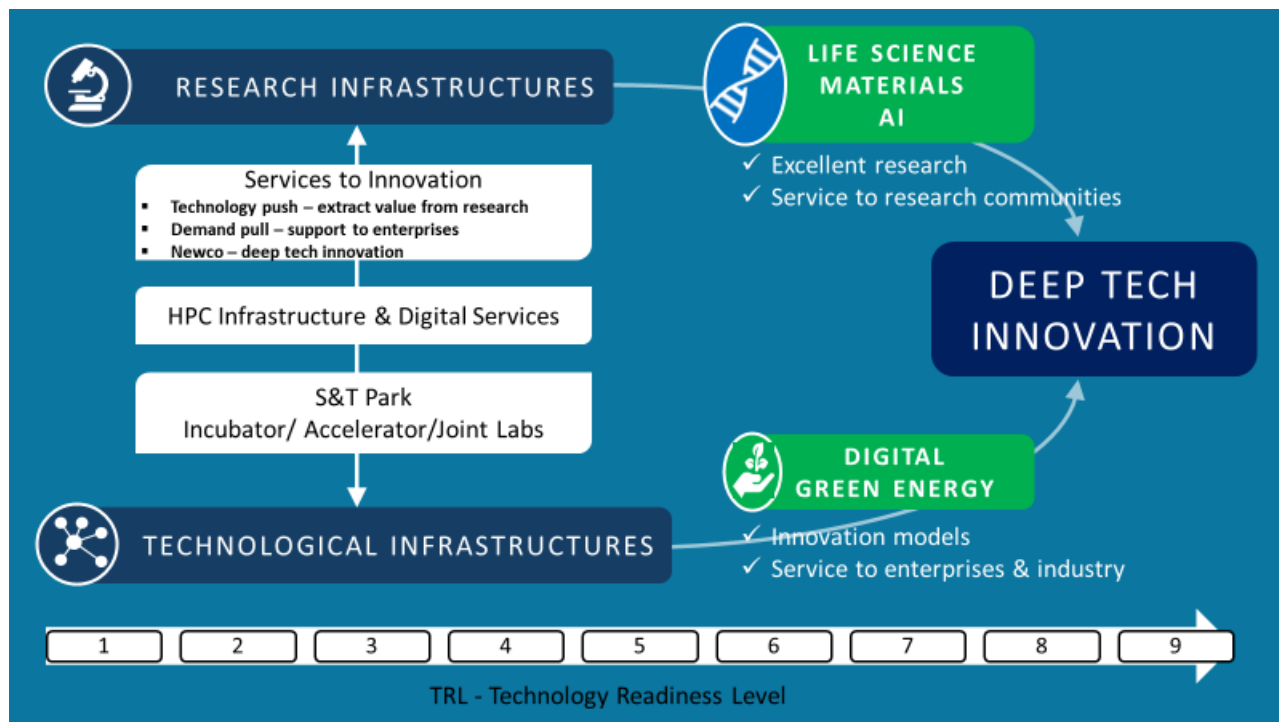 RESEARCH INFRASTRUCTURES
LIFE SCIENCE
MATERIALS
AI
✓ Excellent research
✓ Service to research communities
Services to Innovation
▪ Technology push – extract value from research
▪ Demand pull – support to enterprises
▪ Newco – deep tech innovation
HPC Infrastructure & Digital Services
S&T Park
Incubator/ Accelerator/Joint Labs
DEEP TECH
INNOVATION
TECHNOLOGICAL INFRASTRUCTURES
DIGITAL
GREEN ENERGY
✓ Innovation models
✓ Service to enterprises & industry
1 2 3 4 5 6 7 8 9
TRL - Technology Readiness Level